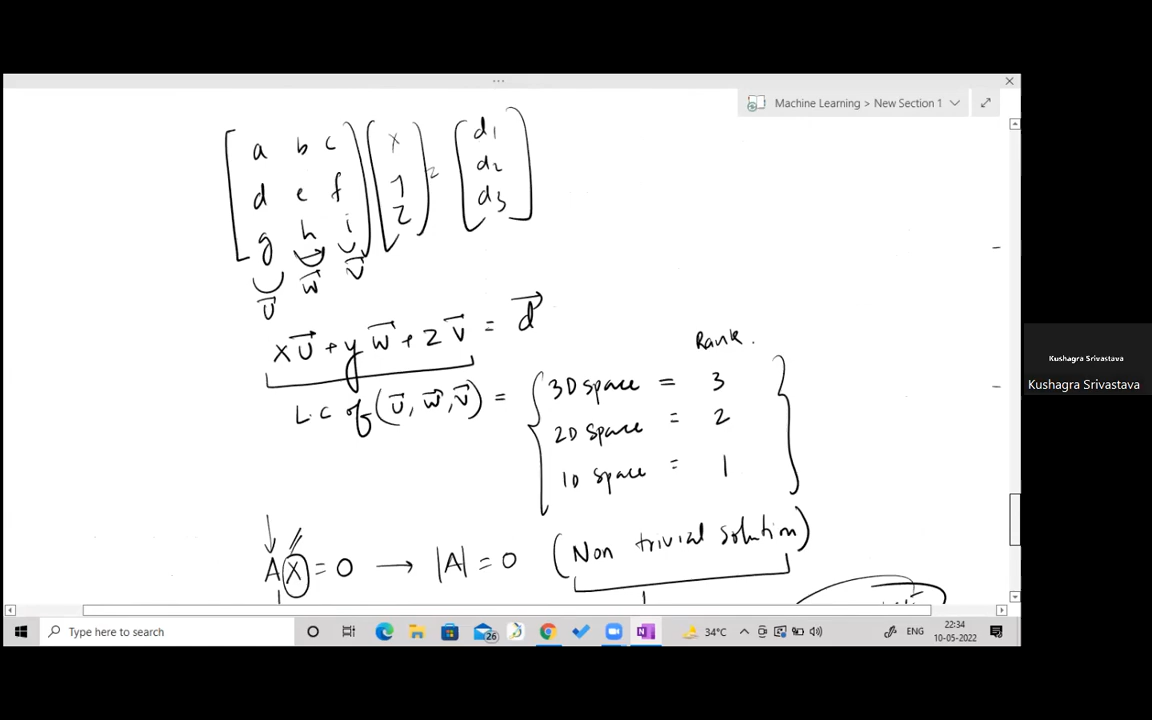 Machine Learning > New Section 1
a b c x d1
d e f y = d2
g h i z d3
u w v
xu + yw + zv = d
Rank.
L.C of (u, w, v) = 3D space = 3
2D space = 2
1D space = 1
AX = 0 → |A| = 0 (Non trivial solution)
Kushagra Srivastava
Kushagra Srivastava
Type here to search
26
34°C
ENG
22:34
10-05-2022